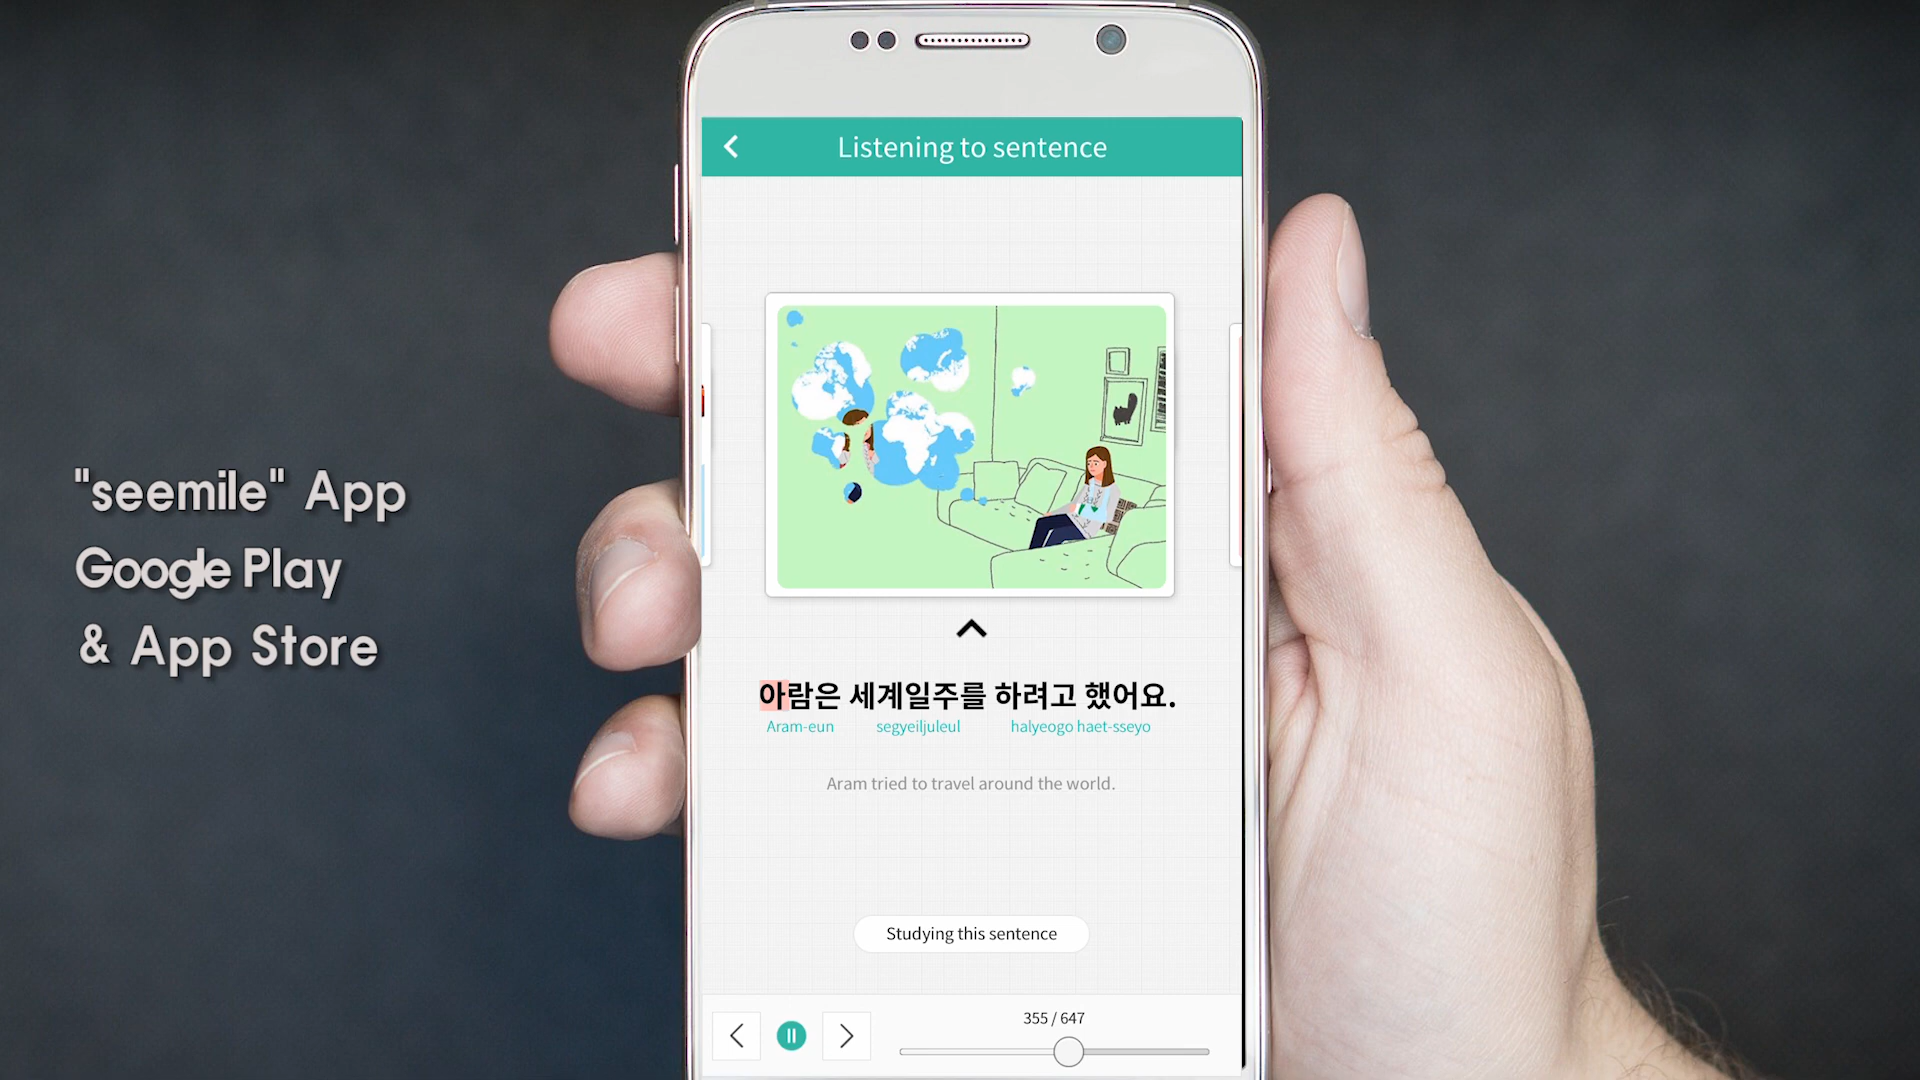 "seemile" App
Google Play
& App Store
Listening to sentence
아람은 세계일주를 하려고 했어요.
Aram-eun segyeiljuleul halyeogo haet-sseyo
Aram tried to travel around the world.
Studying this sentence
355 / 647